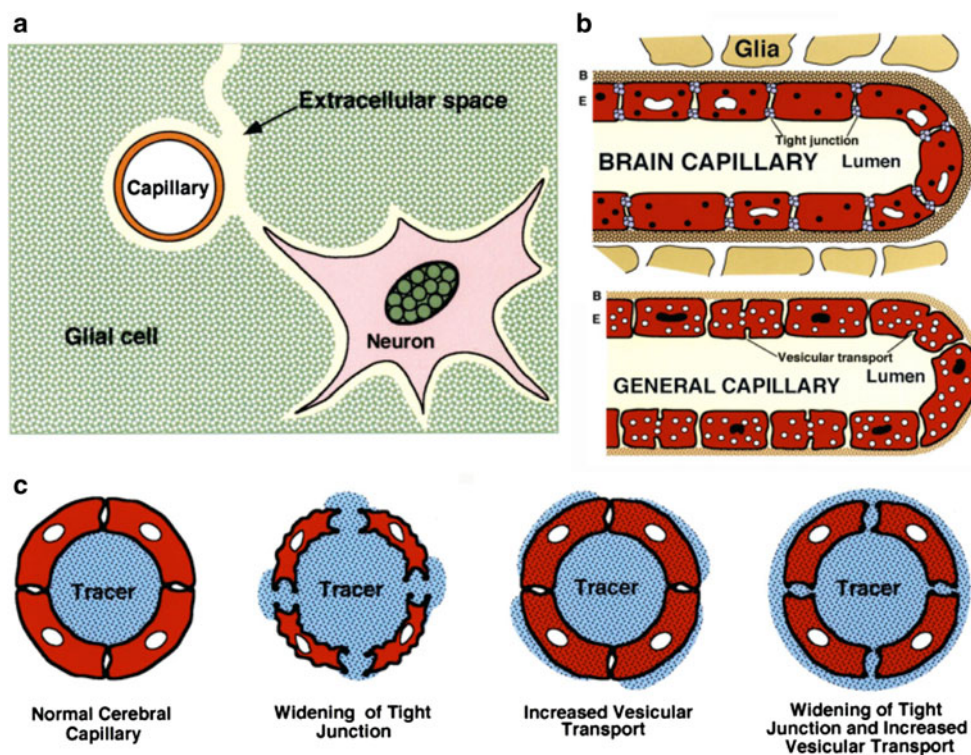 a
Extracellular space
Capillary
Glial cell
Neuron
b
Glia
B
E
Tight junction
BRAIN CAPILLARY
Lumen
B
E
Vesicular transport
Lumen
GENERAL CAPILLARY
c
Tracer
Tracer
Tracer
Tracer
Normal Cerebral
Capillary
Widening of Tight
Junction
Increased Vesicular
Transport
Widening of Tight
Junction and Increased
Vesicular Transport